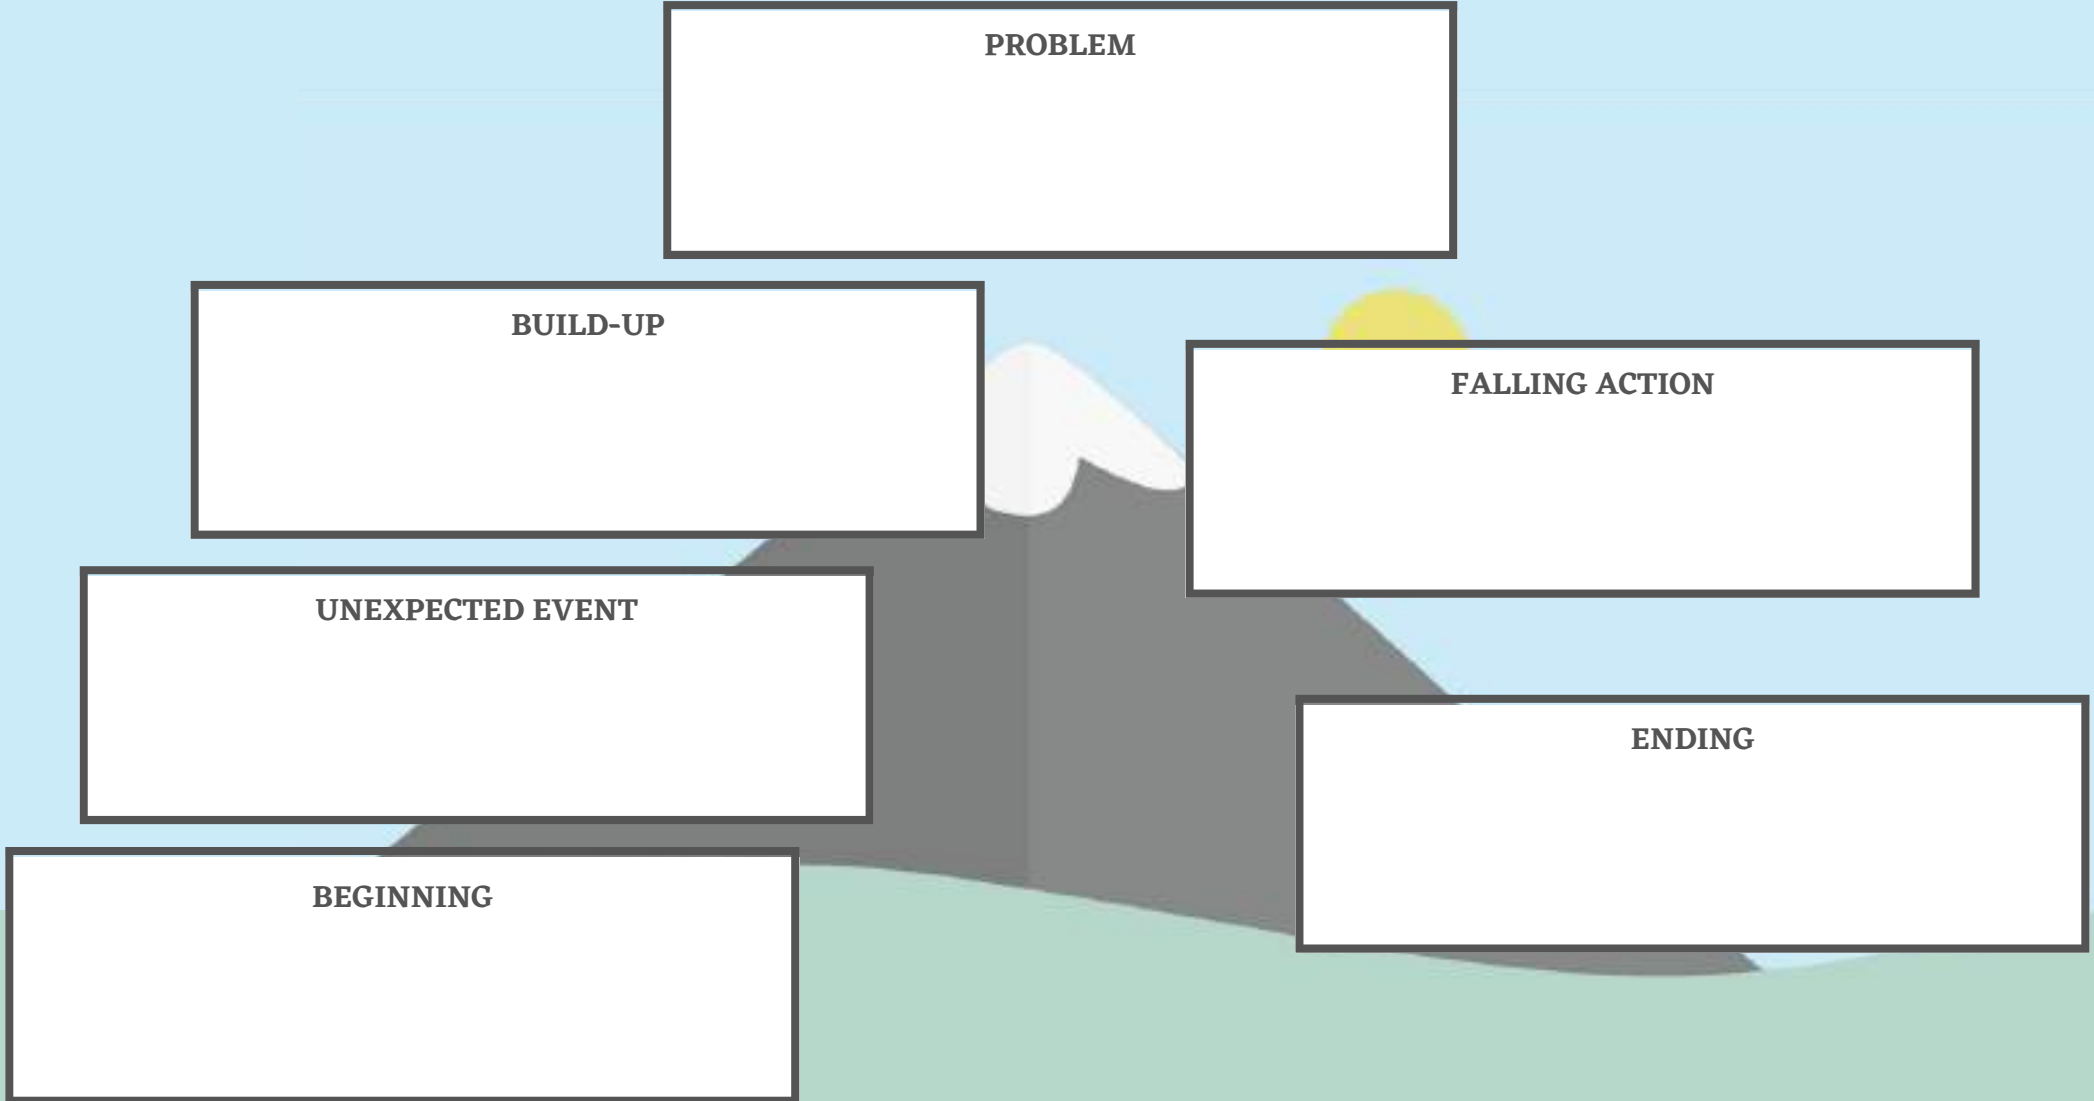 PROBLEM
BUILD-UP
FALLING ACTION
UNEXPECTED EVENT
ENDING
BEGINNING